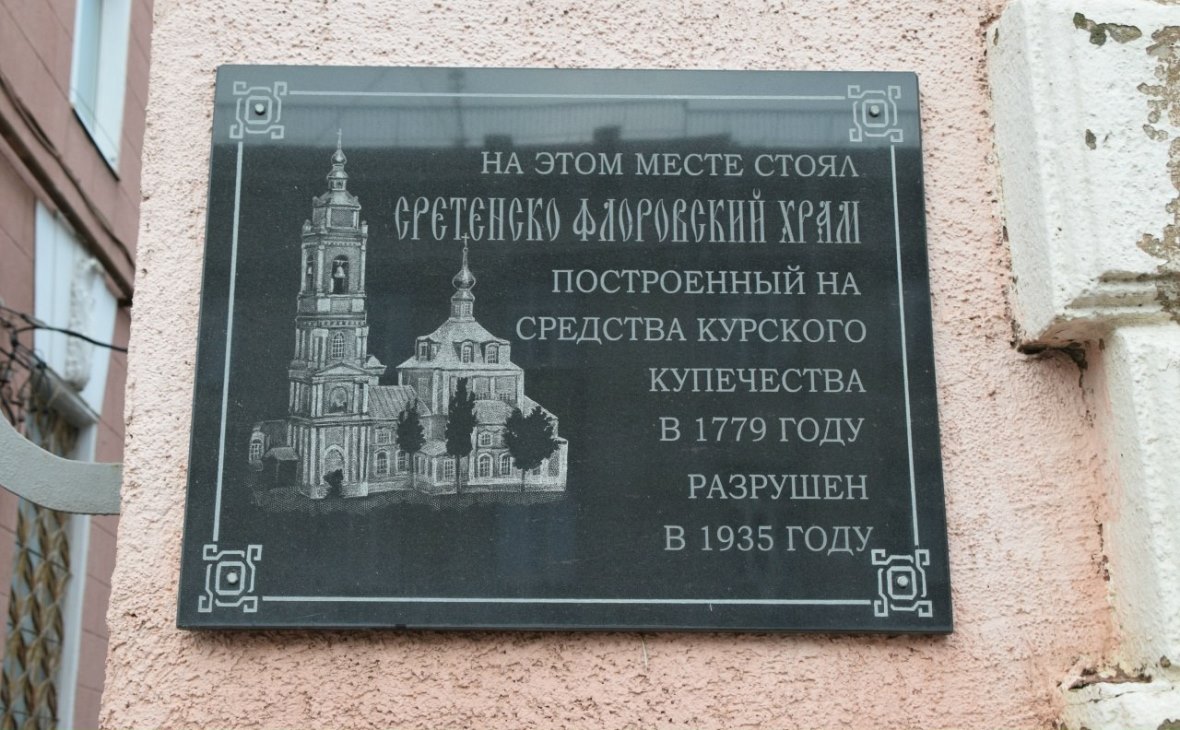 НА ЭТОМ МЕСТЕ СТОЯЛ
СРЕТЕНСКО ФЛОРОВСКИЙ ХРАМ
ПОСТРОЕННЫЙ НА
СРЕДСТВА КУРСКОГО
КУПЕЧЕСТВА
В 1779 ГОДУ
РАЗРУШЕН
В 1935 ГОДУ